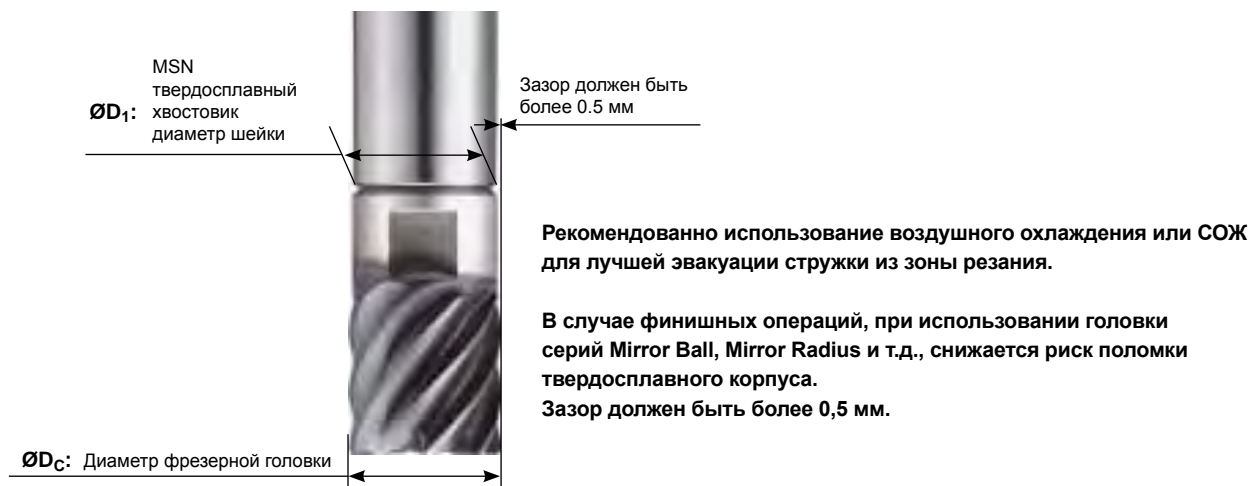 MSN
твердосплавный
ØD₁: хвостовик
диаметр шейки
Зазор должен быть
более 0.5 мм
Рекомендованно использование воздушного охлаждения или СОЖ
для лучшей эвакуации стружки из зоны резания.
В случае финишных операций, при использовании головки
серий Mirror Ball, Mirror Radius и т.д., снижается риск поломки
твердосплавного корпуса.
Зазор должен быть более 0,5 мм.
ØD_C: Диаметр фрезерной головки